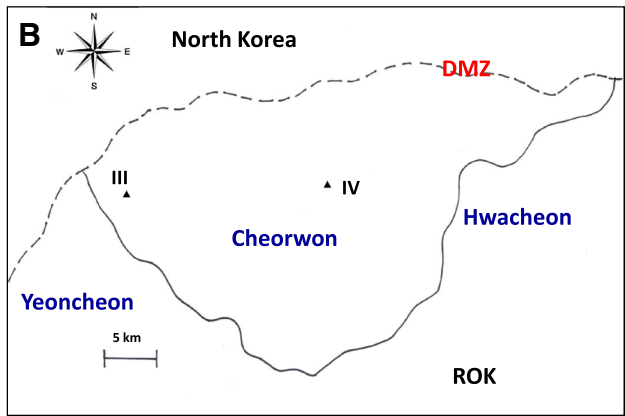 B
N
W E
S
North Korea
DMZ
III
IV
Cheorwon
Hwacheon
Yeoncheon
5 km
ROK